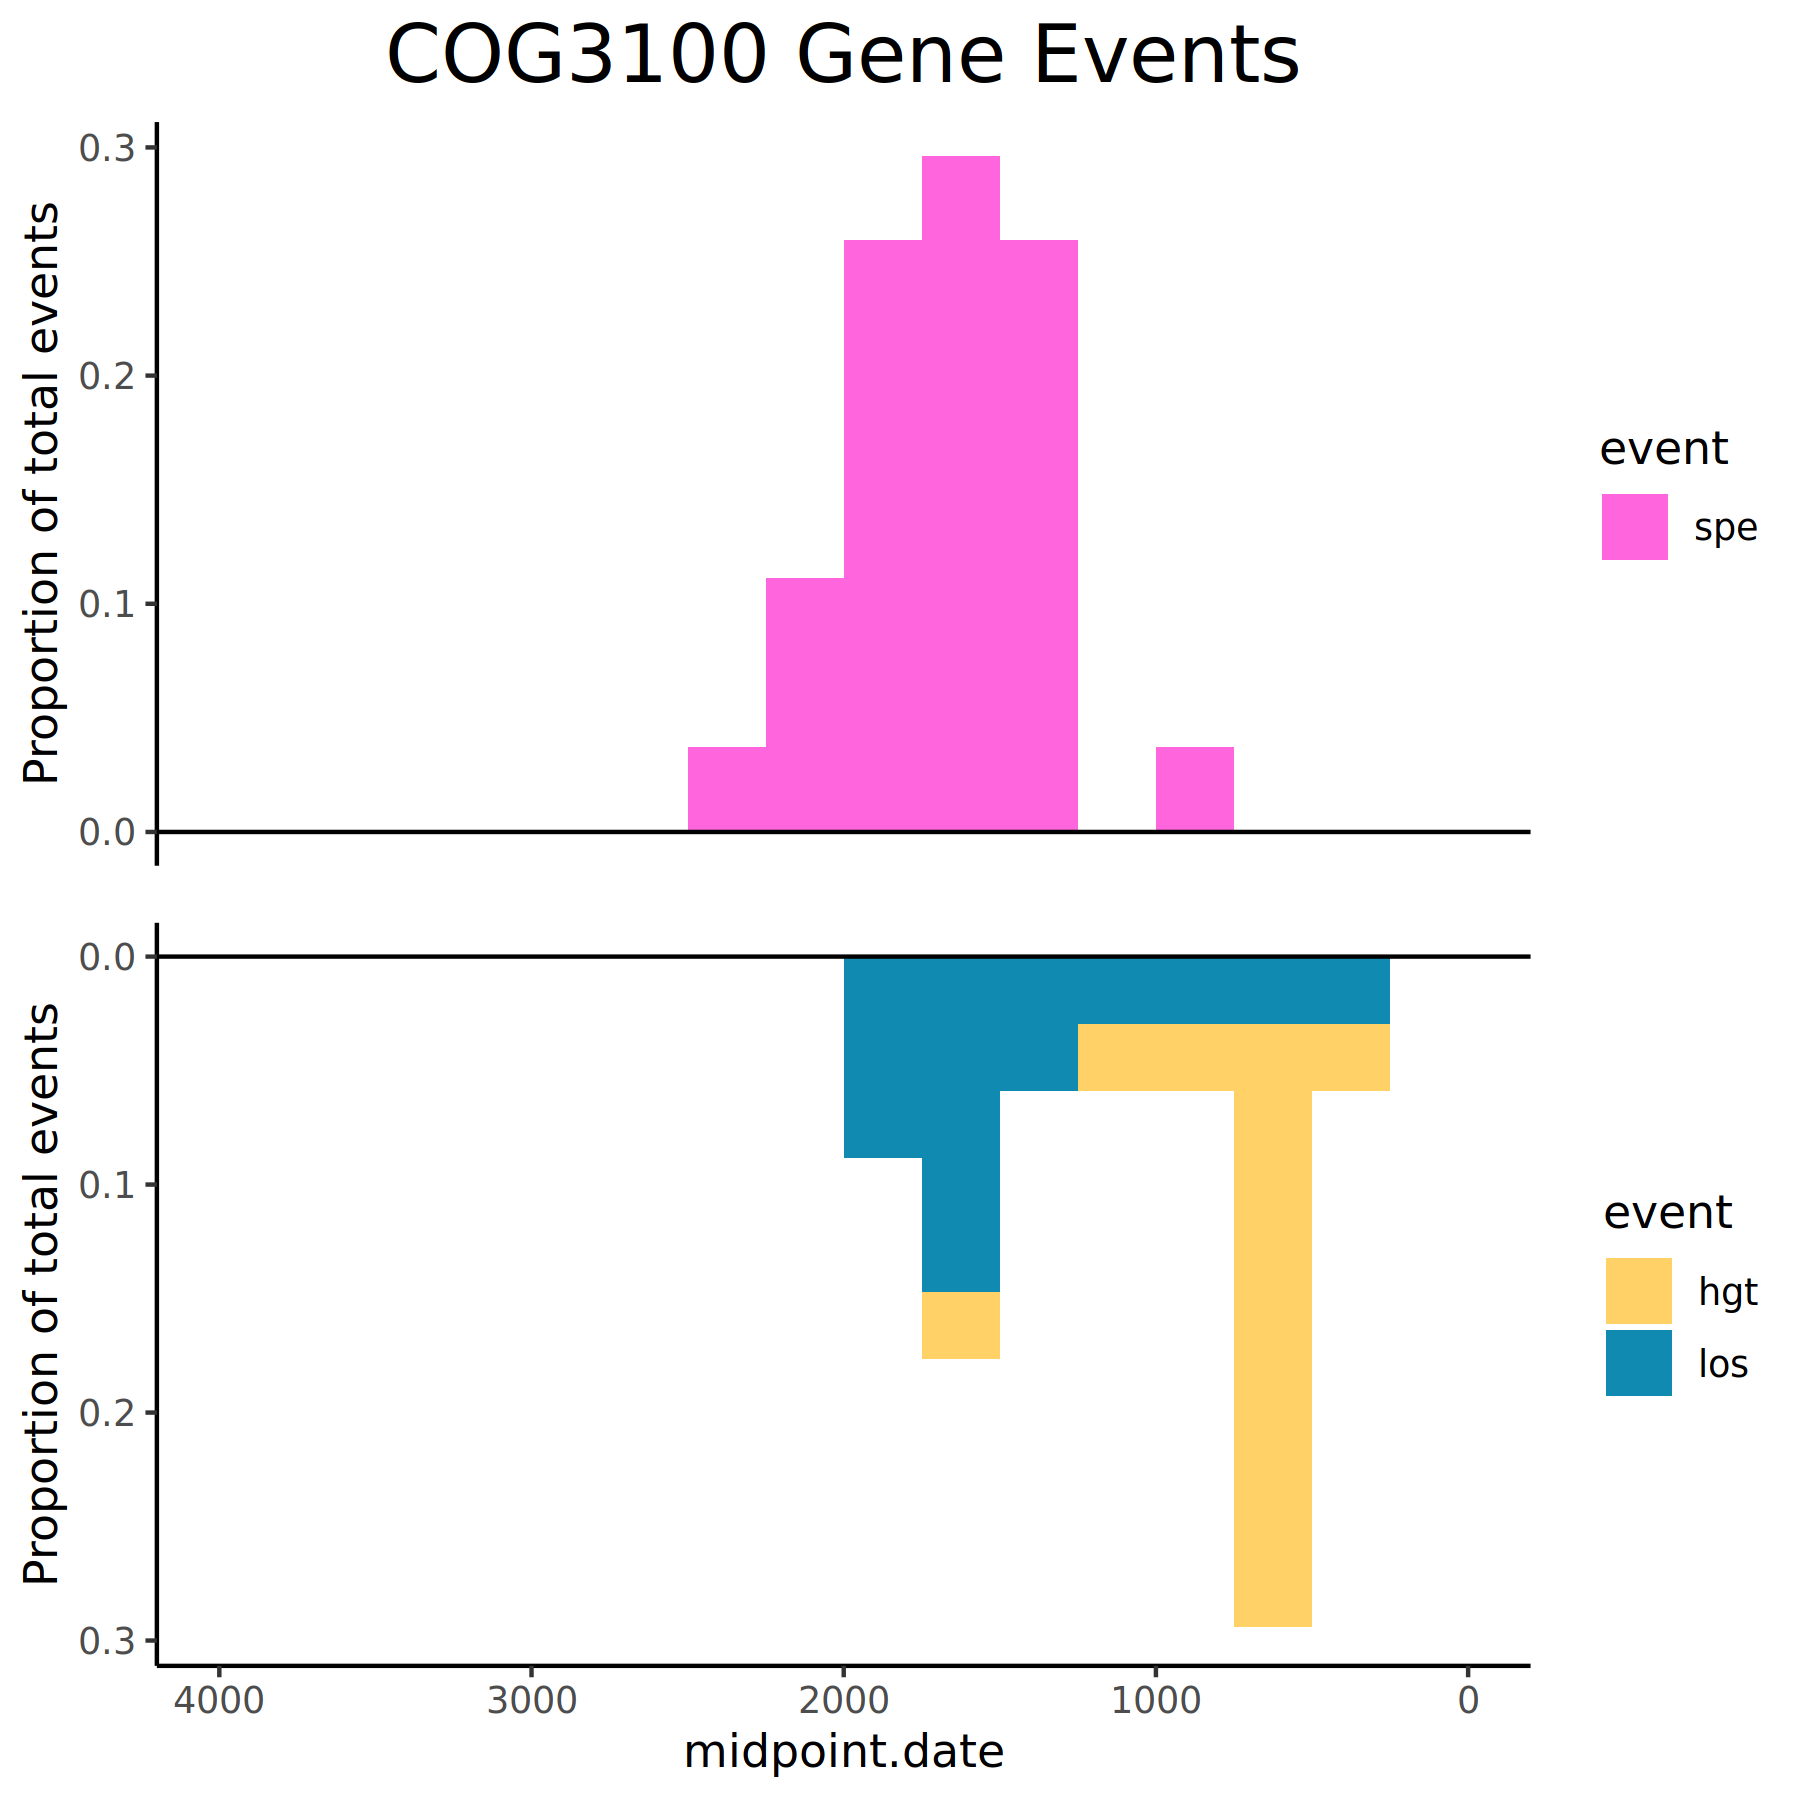 COG3100 Gene Events
Proportion of total events
0.3
0.2
0.1
0.0
event
spe
Proportion of total events
0.0
0.1
0.2
0.3
event
hgt
los
4000 3000 2000 1000 0
midpoint.date